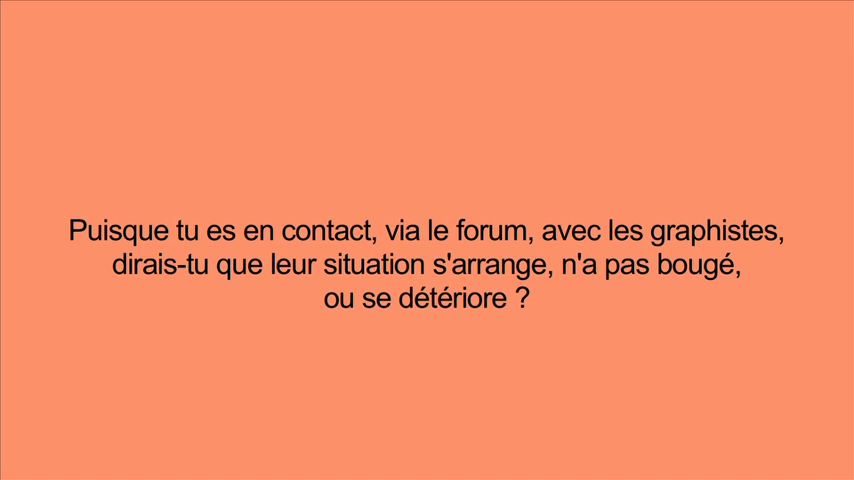 Puisque tu es en contact, via le forum, avec les graphistes,
dirais-tu que leur situation s'arrange, n'a pas bougé,
ou se détériore ?